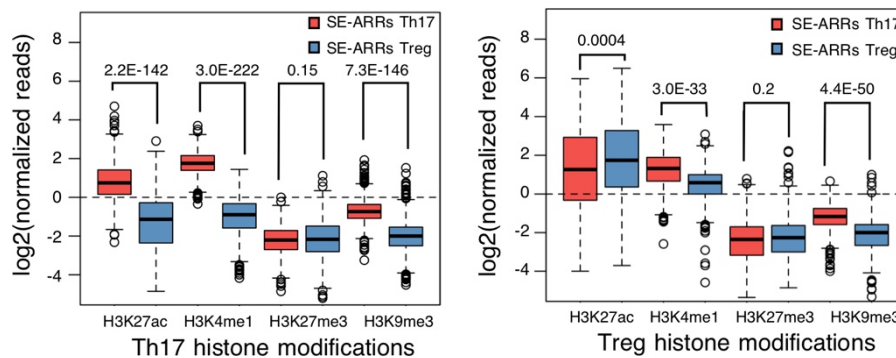 SE-ARRs Th17
SE-ARRs Treg
log2(normalized reads)
8
6
4
2
0
-2
-4
2.2E-142
3.0E-222
0.15
7.3E-146
H3K27ac
H3K4me1
H3K27me3
H3K9me3
Th17 histone modifications
SE-ARRs Th17
SE-ARRs Treg
log2(normalized reads)
8
6
4
2
0
-2
-4
0.0004
3.0E-33
0.2
4.4E-50
H3K27ac
H3K4me1
H3K27me3
H3K9me3
Treg histone modifications